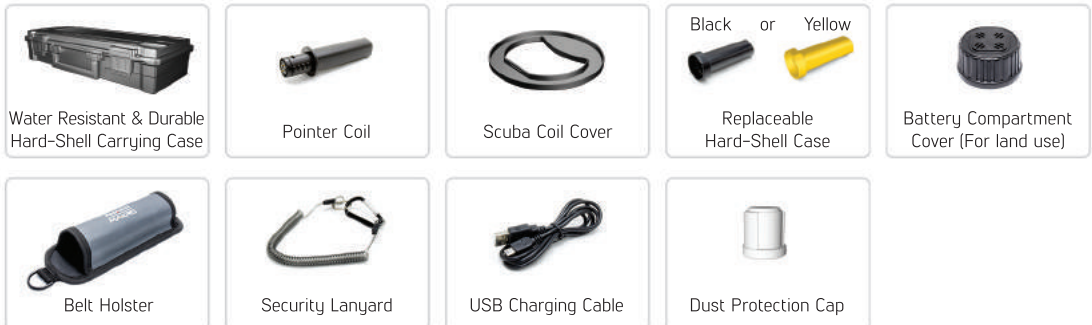 Black or Yellow
Water Resistant & Durable
Hard-Shell Carrying Case
Pointer Coil
Scuba Coil Cover
Replaceable
Hard-Shell Case
Battery Compartment
Cover (For land use)
Belt Holster
Security Lanyard
USB Charging Cable
Dust Protection Cap